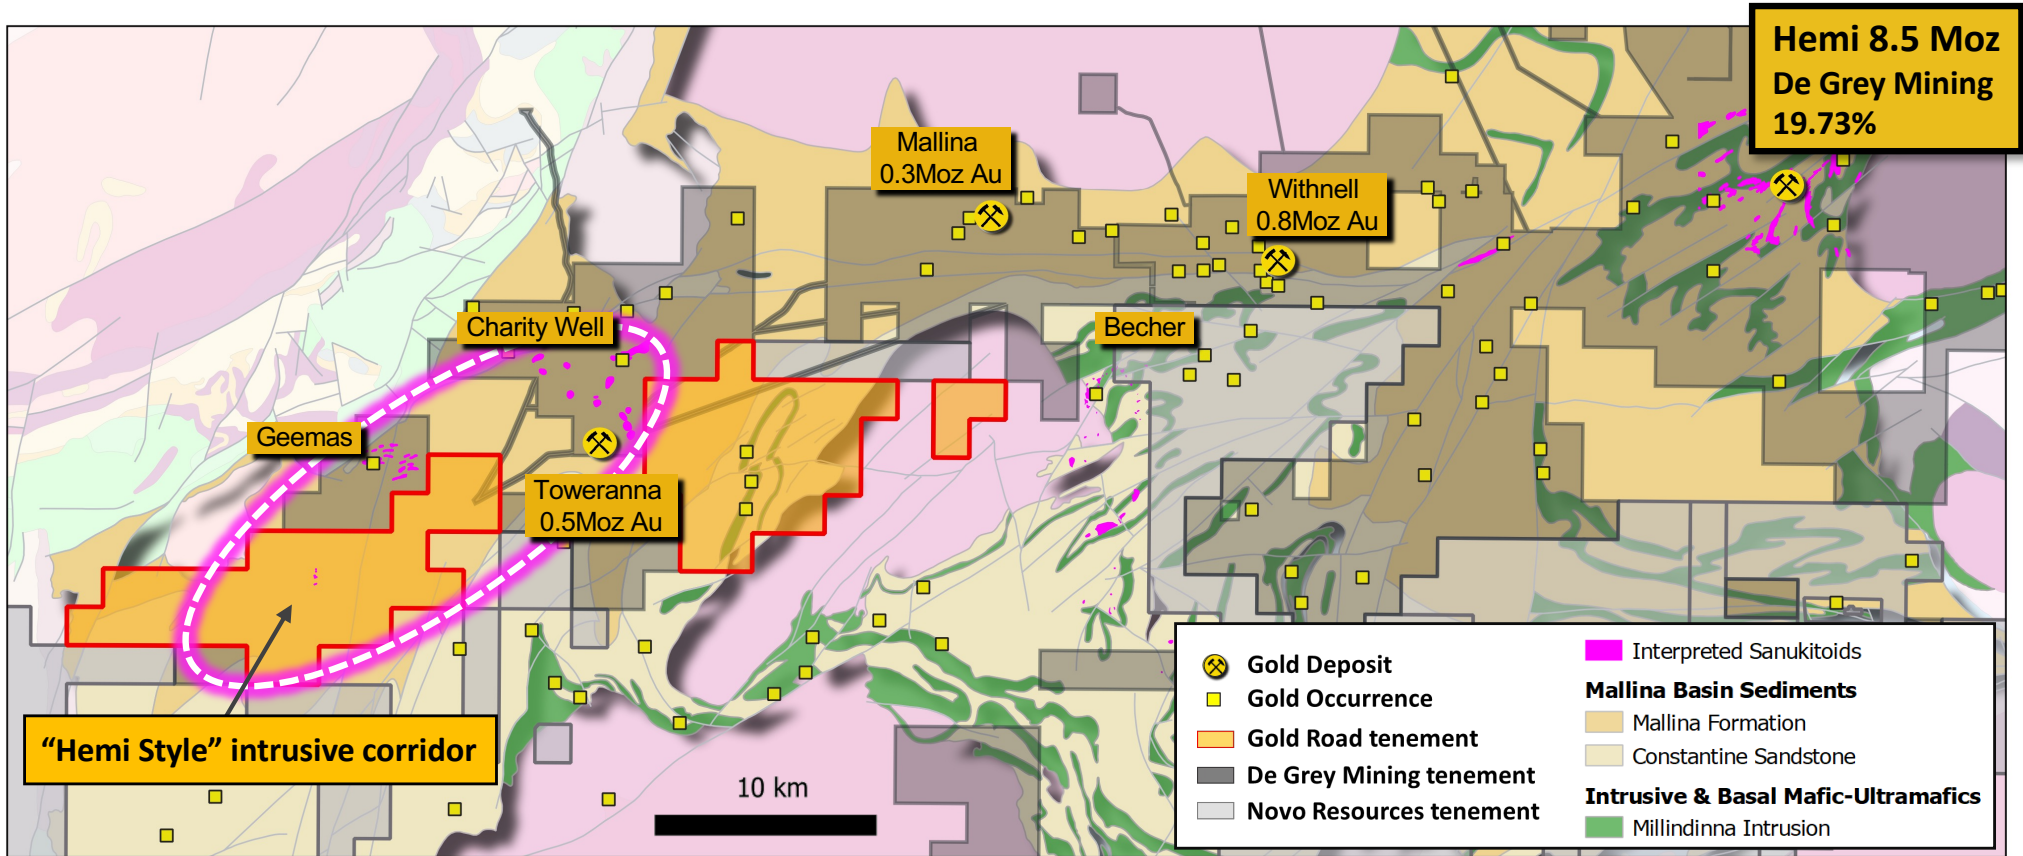 Hemi 8.5 Moz
De Grey Mining
19.73%
Mallina
0.3Moz Au
Withnell
0.8Moz Au
Charity Well
Becher
Geemas
Toweranna
0.5Moz Au
“Hemi Style” intrusive corridor
10 km
Gold Deposit
Gold Occurrence
Gold Road tenement
De Grey Mining tenement
Novo Resources tenement
Interpreted Sanukitoids
Mallina Basin Sediments
Mallina Formation
Constantine Sandstone
Intrusive & Basal Mafic-Ultramafics
Millindinna Intrusion